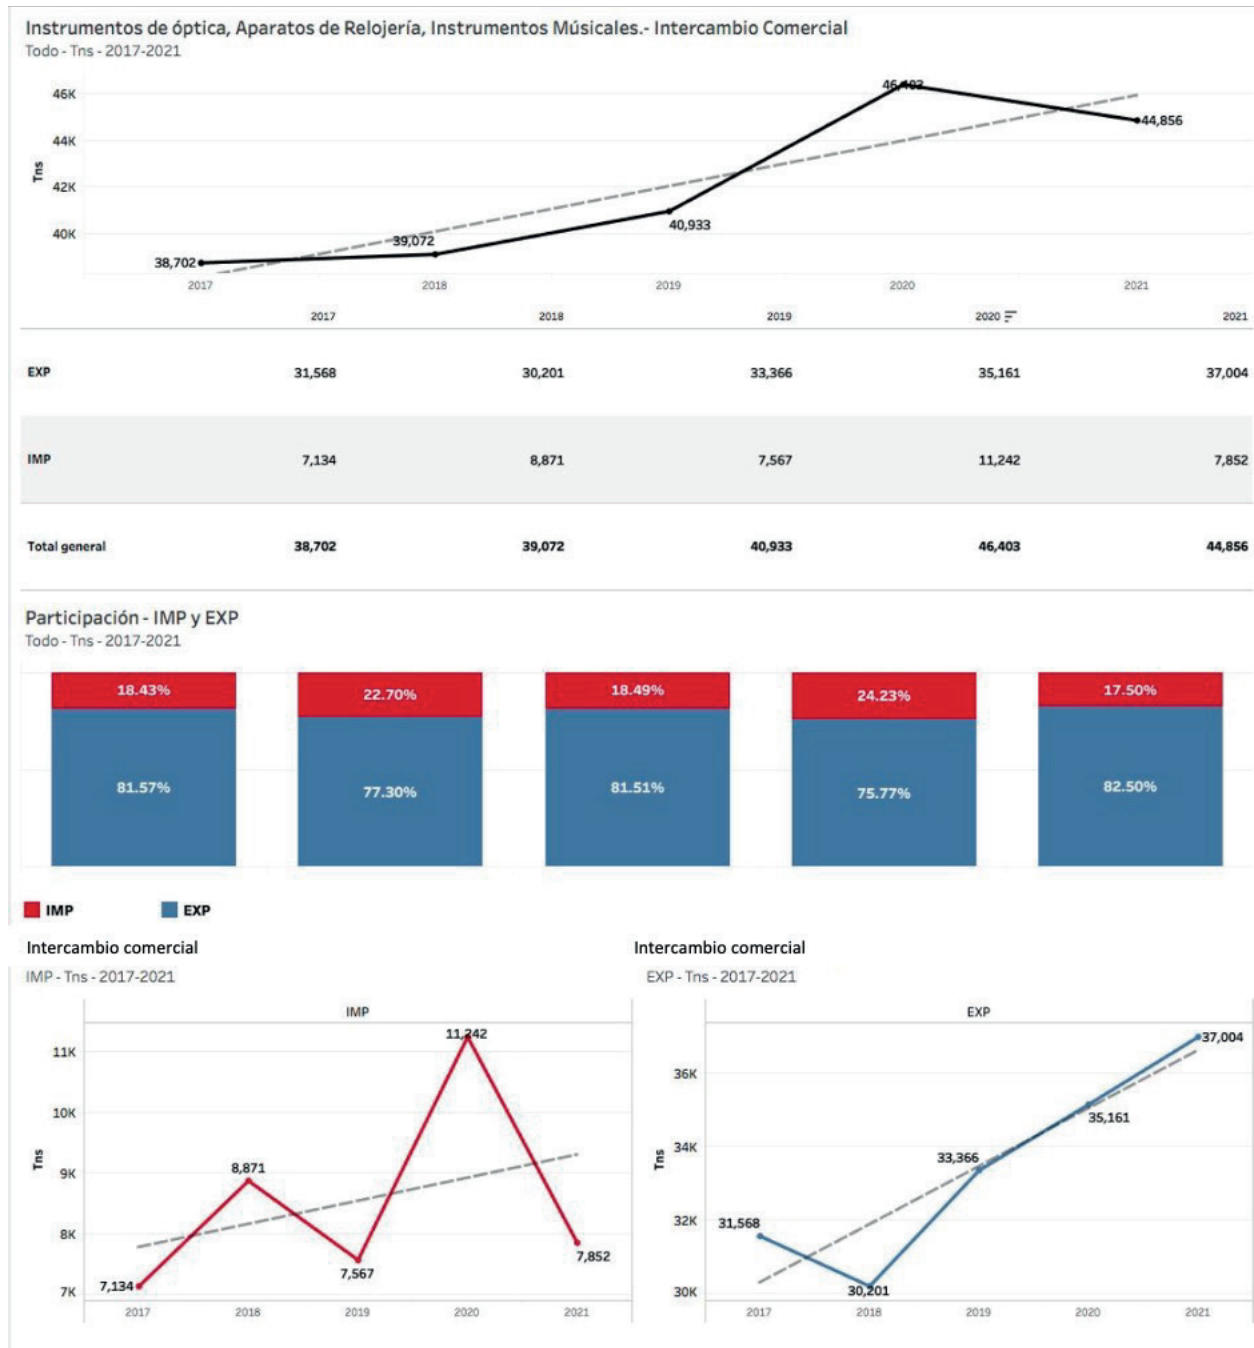 Instrumentos de óptica, Aparatos de Relojería, Instrumentos Músicales.- Intercambio Comercial
Todo - Tns - 2017-2021
46K
44K
42K
40K
Tns
38,702
39,072
40,933
46,403
44,856
2017 2018 2019 2020 2021
2017 2018 2019 2020 2021
EXP 31,568 30,201 33,366 35,161 37,004
IMP 7,134 8,871 7,567 11,242 7,852
Total general 38,702 39,072 40,933 46,403 44,856
Participación - IMP y EXP
Todo - Tns - 2017-2021
18.43% 22.70% 18.49% 24.23% 17.50%
81.57% 77.30% 81.51% 75.77% 82.50%
IMP EXP
Intercambio comercial
IMP - Tns - 2017-2021
IMP
11K
10K
9K
8K
7K
Tns
7,134
8,871
7,567
11,242
7,852
2017 2018 2019 2020 2021
Intercambio comercial
EXP - Tns - 2017-2021
EXP
36K
34K
32K
30K
Tns
31,568
30,201
33,366
35,161
37,004
2017 2018 2019 2020 2021